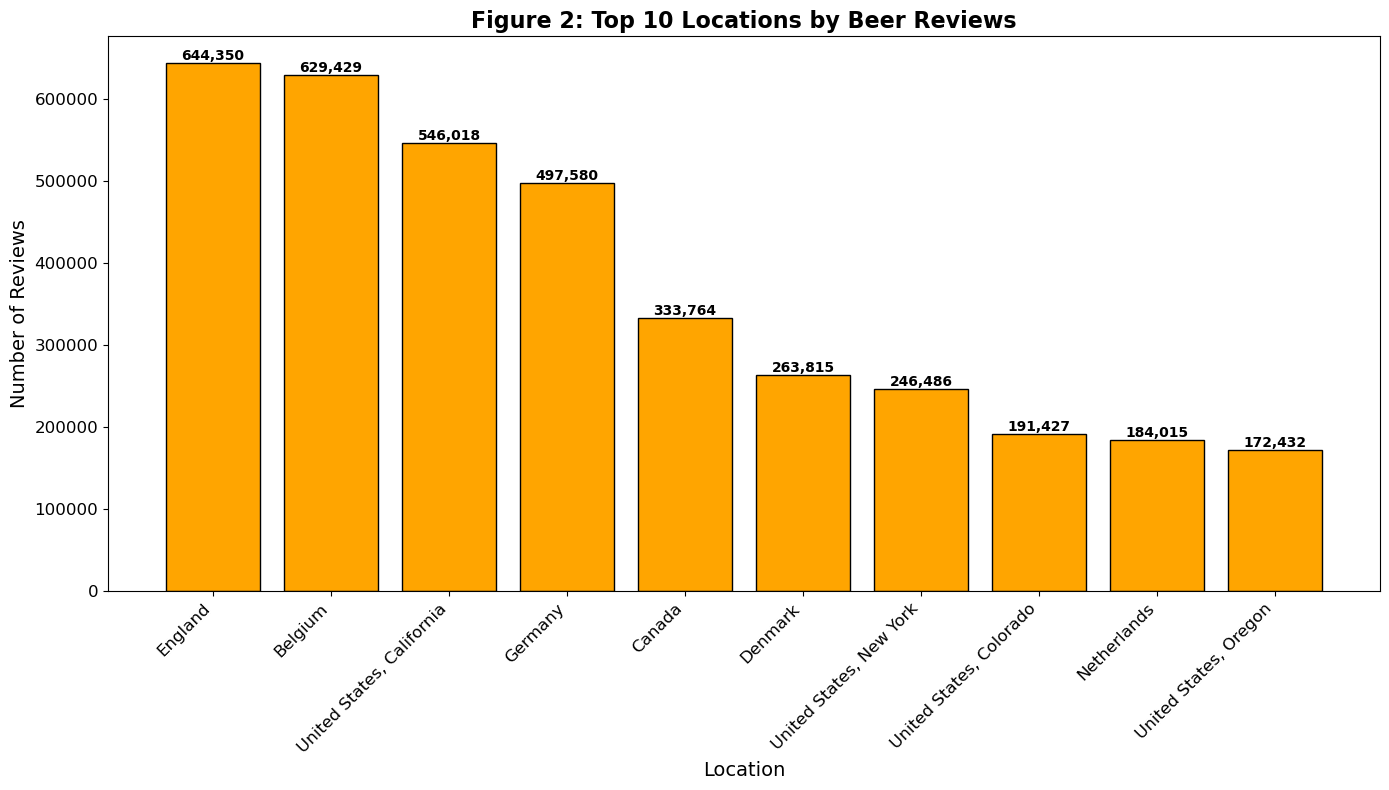 Figure 2: Top 10 Locations by Beer Reviews
644,350
629,429
546,018
497,580
333,764
263,815
246,486
191,427
184,015
172,432
Number of Reviews
600000
500000
400000
300000
200000
100000
0
England
Belgium
United States, California
Germany
Canada
Denmark
United States, New York
United States, Colorado
Netherlands
United States, Oregon
Location